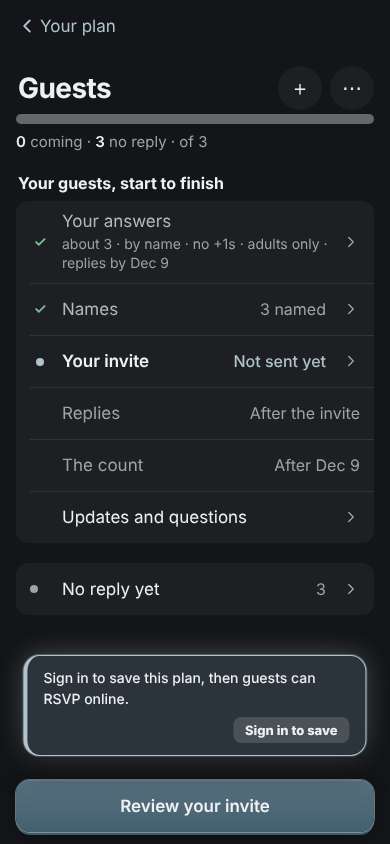 Your plan
Guests
+ ···
0 coming · 3 no reply · of 3
Your guests, start to finish
Your answers
about 3 · by name · no +1s · adults only ·
replies by Dec 9
Names 3 named
Your invite Not sent yet
Replies After the invite
The count After Dec 9
Updates and questions
No reply yet 3
Sign in to save this plan, then guests can
RSVP online.
Sign in to save
Review your invite